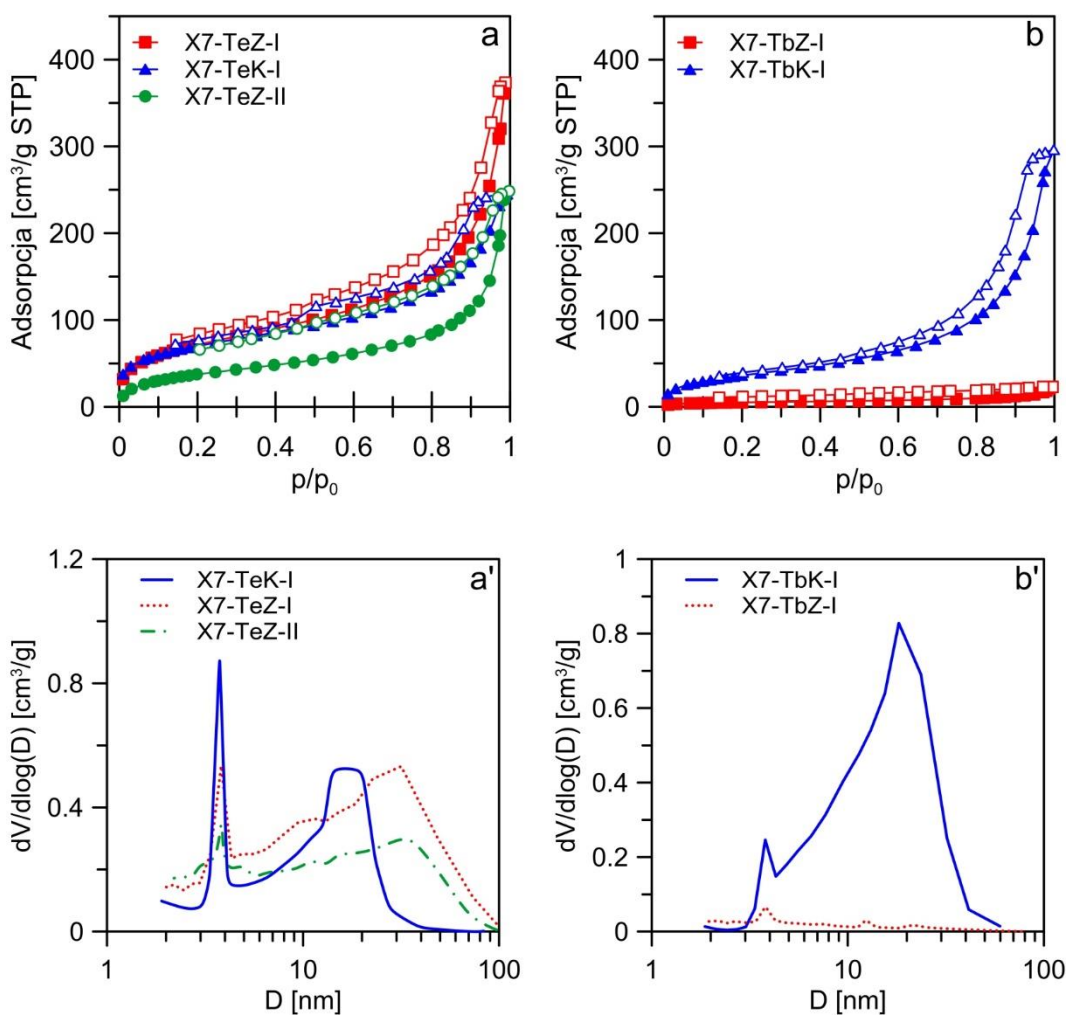 a
X7-TeZ-I
X7-TeK-I
X7-TeZ-II
Adsorpcja [cm³/g STP]
400
300
200
100
0
0 0.2 0.4 0.6 0.8 1
p/p₀
b
X7-TbZ-I
X7-TbK-I
Adsorpcja [cm³/g STP]
400
300
200
100
0
0 0.2 0.4 0.6 0.8 1
p/p₀
a'
X7-TeK-I
X7-TeZ-I
X7-TeZ-II
dV/dlog(D) [cm³/g]
1.2
0.8
0.4
0
1 10 100
D [nm]
b'
X7-TbK-I
X7-TbZ-I
dV/dlog(D) [cm³/g]
1
0.8
0.6
0.4
0.2
0
1 10 100
D [nm]